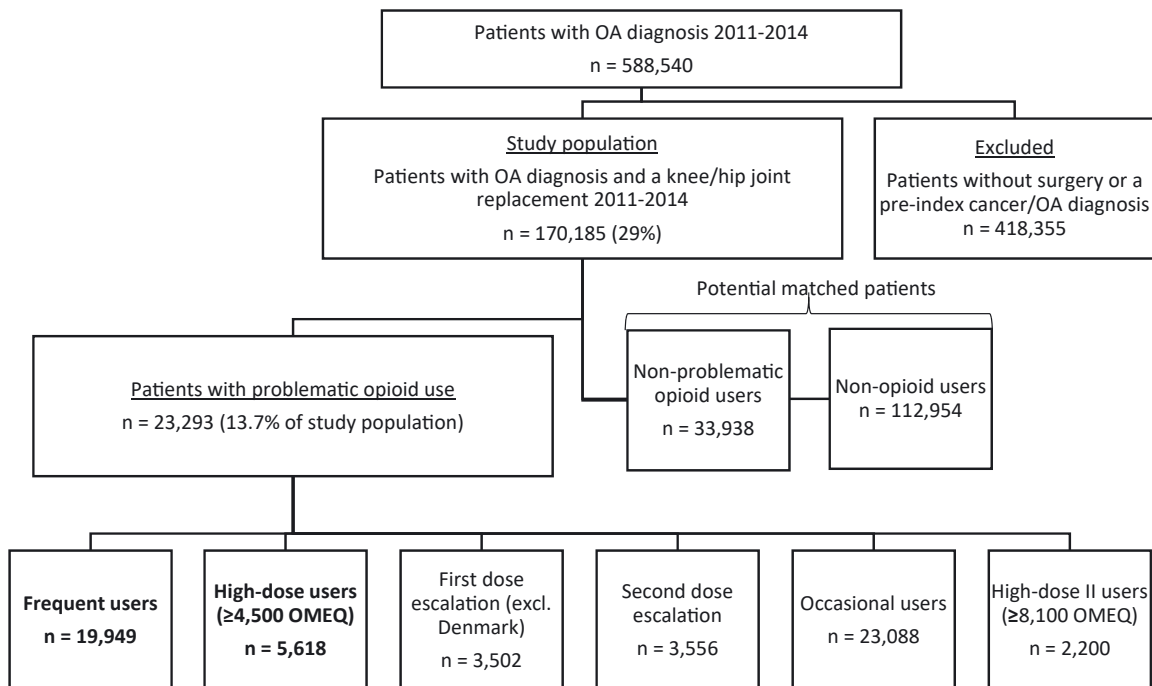 Patients with OA diagnosis 2011-2014
n = 588,540
Study population
Patients with OA diagnosis and a knee/hip joint
replacement 2011-2014
n = 170,185 (29%)
Excluded
Patients without surgery or a
pre-index cancer/OA diagnosis
n = 418,355
Potential matched patients
Patients with problematic opioid use
n = 23,293 (13.7% of study population)
Non-problematic
opioid users
n = 33,938
Non-opioid users
n = 112,954
Frequent users
n = 19,949
High-dose users
(≥4,500 OMEQ)
n = 5,618
First dose
escalation (excl.
Denmark)
n = 3,502
Second dose
escalation
n = 3,556
Occasional users
n = 23,088
High-dose II users
(≥8,100 OMEQ)
n = 2,200